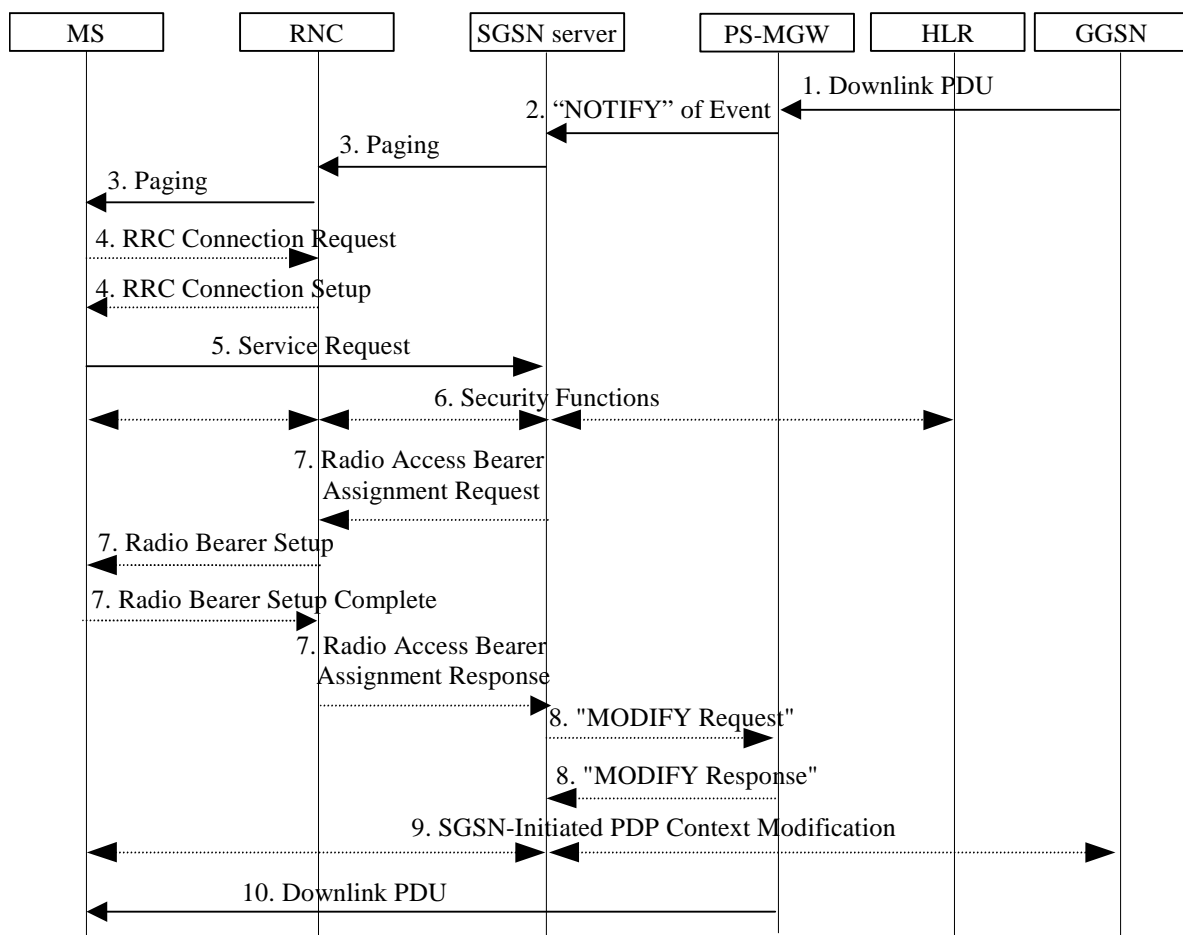 MS
RNC
SGSN server
PS-MGW
HLR
GGSN
1. Downlink PDU
2. “NOTIFY” of Event
3. Paging
3. Paging
4. RRC Connection Request
4. RRC Connection Setup
5. Service Request
6. Security Functions
7. Radio Access Bearer
Assignment Request
7. Radio Bearer Setup
7. Radio Bearer Setup Complete
7. Radio Access Bearer
Assignment Response
8. "MODIFY Request"
8. "MODIFY Response"
9. SGSN-Initiated PDP Context Modification
10. Downlink PDU